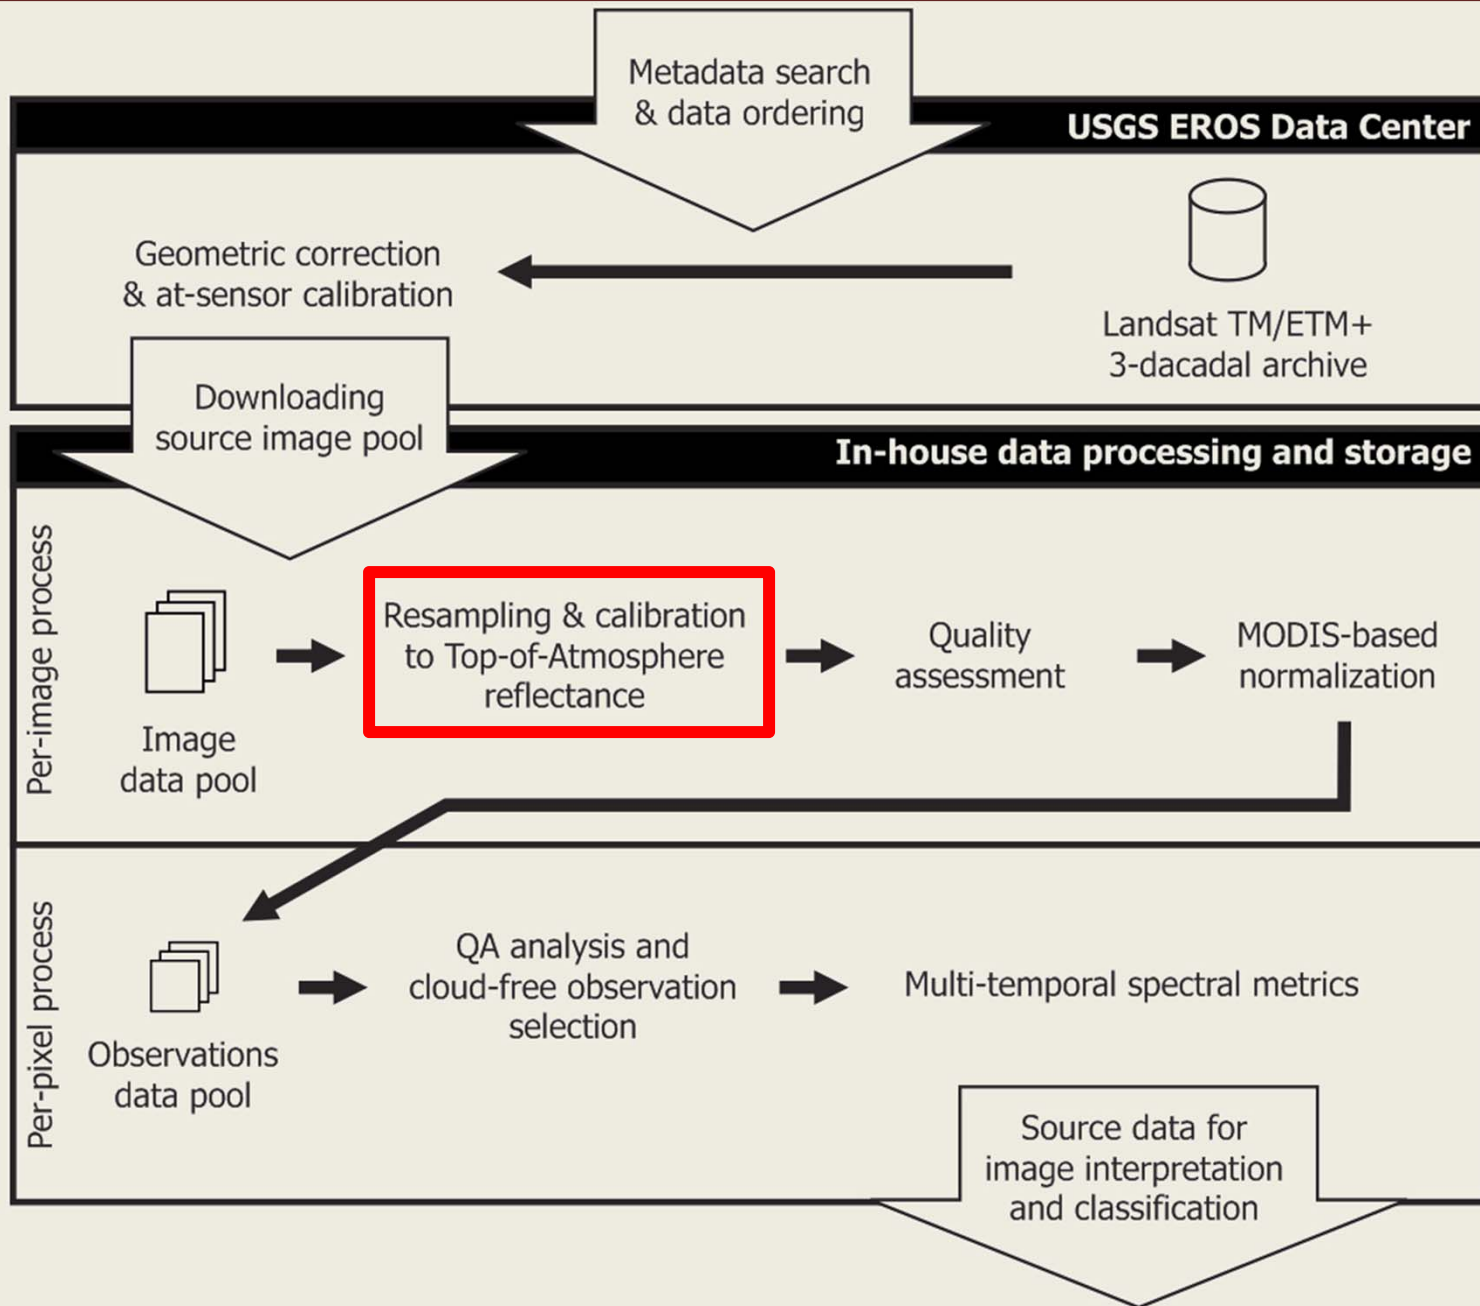 Metadata search
& data ordering
USGS EROS Data Center
Geometric correction
& at-sensor calibration
Landsat TM/ETM+
3-dacadal archive
Downloading
source image pool
In-house data processing and storage
Per-image process
Image
data pool
Resampling & calibration
to Top-of-Atmosphere
reflectance
Quality
assessment
MODIS-based
normalization
Per-pixel process
Observations
data pool
QA analysis and
cloud-free observation
selection
Multi-temporal spectral metrics
Source data for
image interpretation
and classification